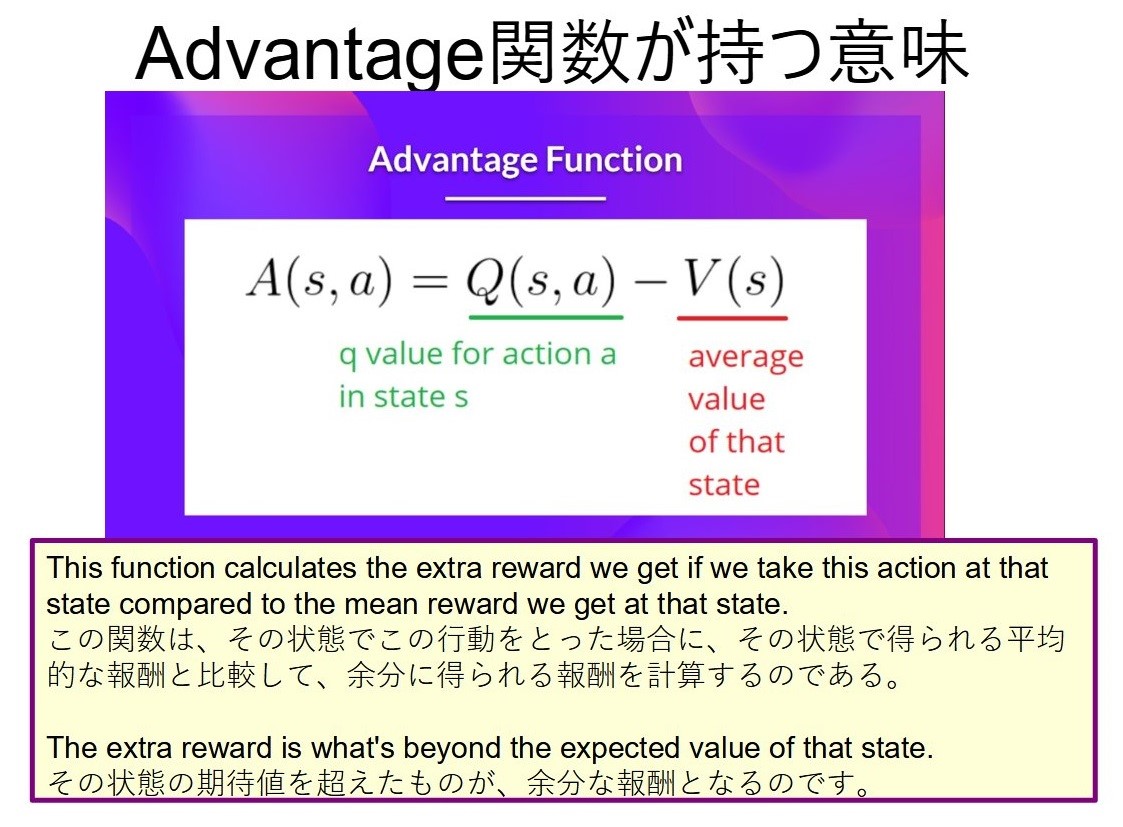 Advantage関数が持つ意味
Advantage Function
A(s, a) = Q(s, a) − V(s)
q value for action a
in state s
average
value
of that
state
This function calculates the extra reward we get if we take this action at that
state compared to the mean reward we get at that state.
この関数は、その状態でこの行動をとった場合に、その状態で得られる平均
的な報酬と比較して、余分に得られる報酬を計算するのである。
The extra reward is what's beyond the expected value of that state.
その状態の期待値を超えたものが、余分な報酬となるのです。